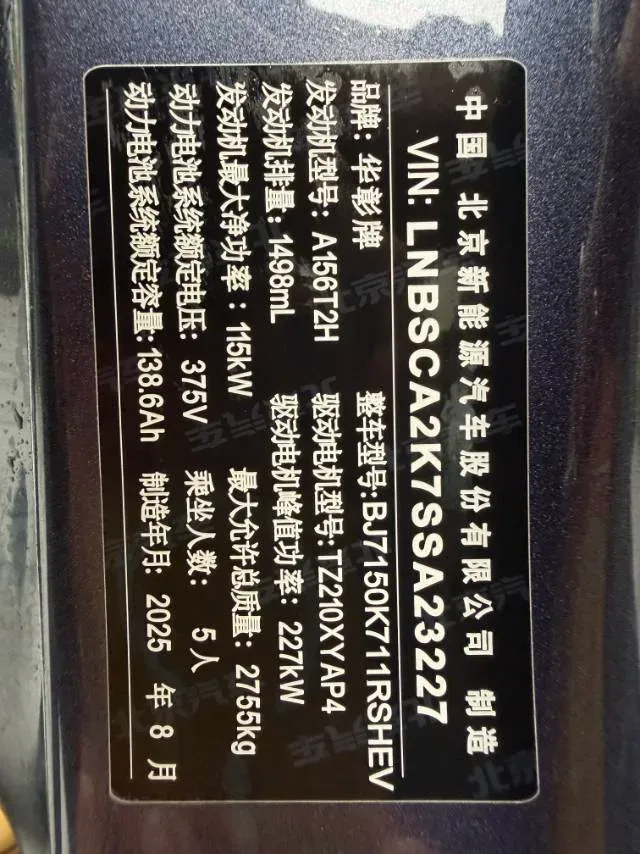 中国 北京新能源汽车股份有限公司 制造
VIN: LNBSCA2K7SSA23227
品牌: 华彰牌 整车型号: BJ7150K711RSHEV
发动机型号: A156T2H 驱动电机型号: TZ210XYAP4
发动机排量: 1498mL 驱动电机峰值功率: 227kW
发动机最大净功率: 115kW 最大允许总质量: 2755kg
动力电池系统额定电压: 375V 乘坐人数: 5人
动力电池系统额定容量: 138.6Ah 制造年月: 2025 年 8 月